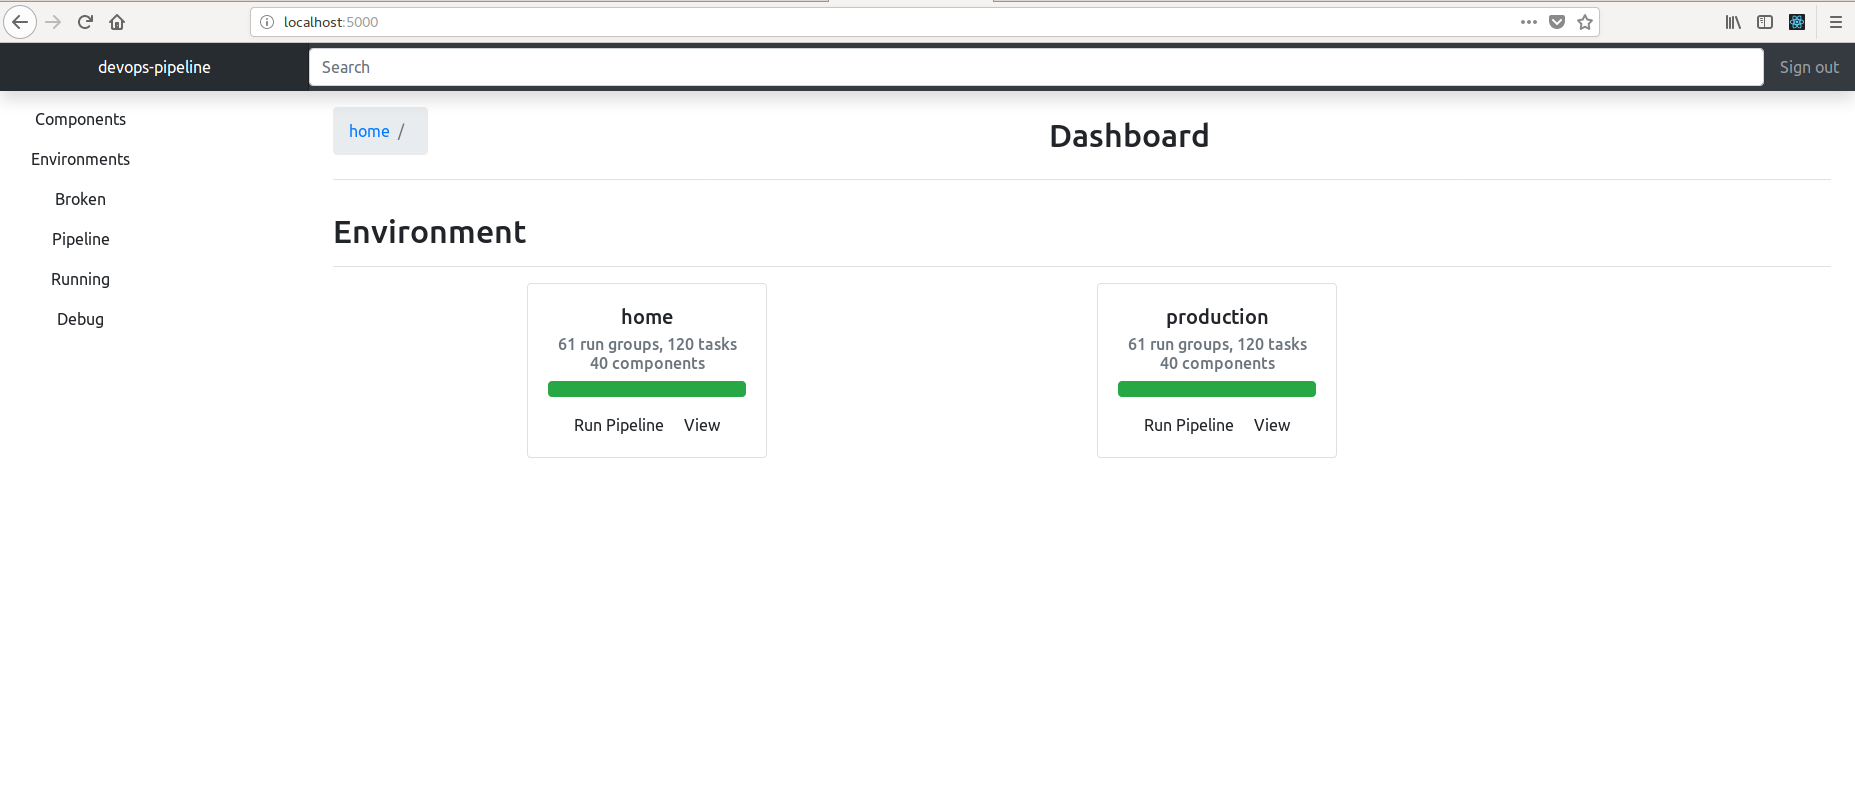 localhost:5000
devops-pipeline
Search
Sign out
Components
Environments
Broken
Pipeline
Running
Debug
home /
Dashboard
Environment
home
61 run groups, 120 tasks
40 components
Run Pipeline View
production
61 run groups, 120 tasks
40 components
Run Pipeline View